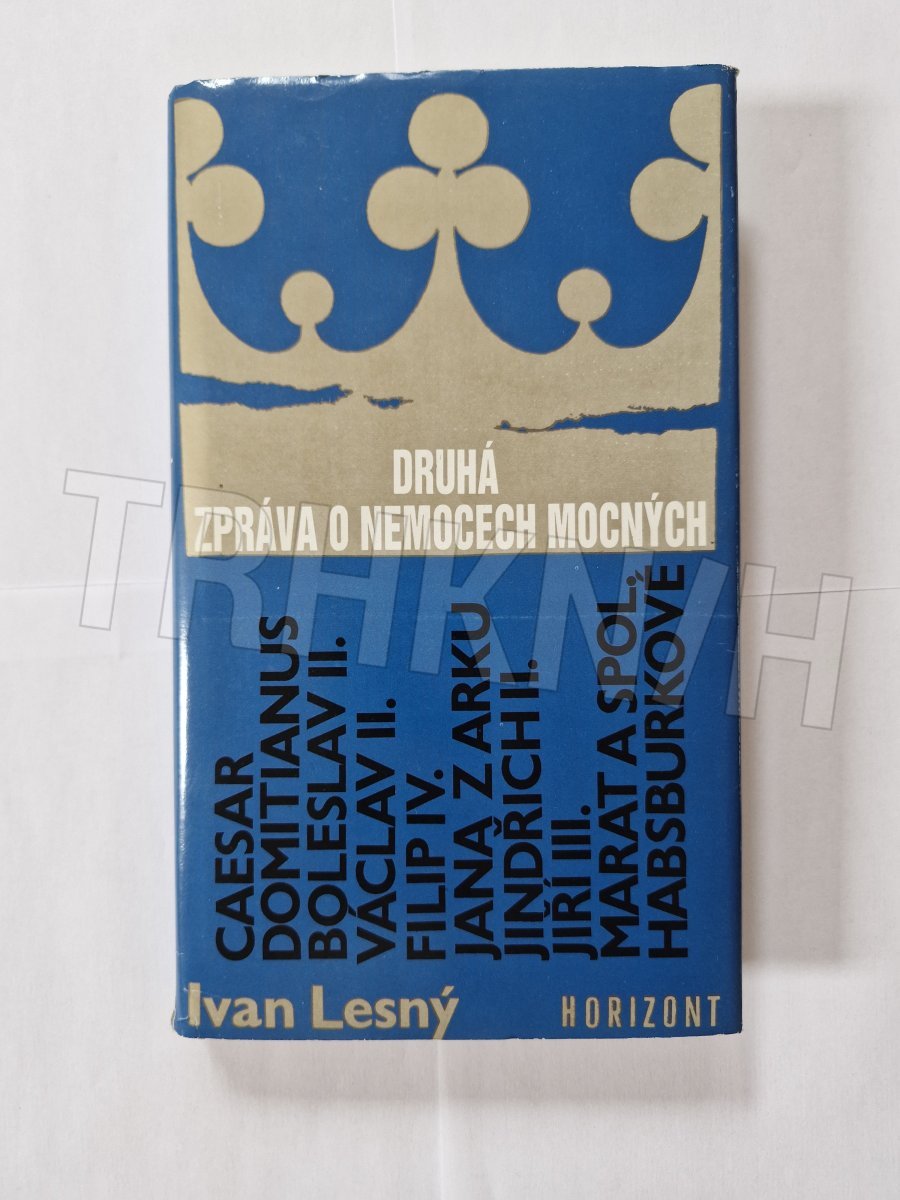 DRUHÁ
ZPRÁVA O NEMOCECH MOCNÝCH
CAESAR
DOMITIANUS
BOLESLAV II.
VÁCLAV II.
FILIP IV.
JANA Z ARKU
JINDŘICH II.
JIŘÍ III.
MARAT A SPOL.
HABSBURKOVÉ
Ivan Lesný
HORIZONT
TRHKNIH